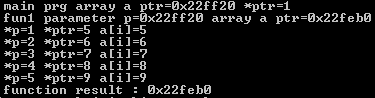 main prg array a ptr=0x22ff20 *ptr=1
fun1 parameter p=0x22ff20 array a ptr=0x22feb0
*p=1 *ptr=5 a[i]=5
*p=2 *ptr=6 a[i]=6
*p=3 *ptr=7 a[i]=7
*p=4 *ptr=8 a[i]=8
*p=5 *ptr=9 a[i]=9
function result : 0x22feb0